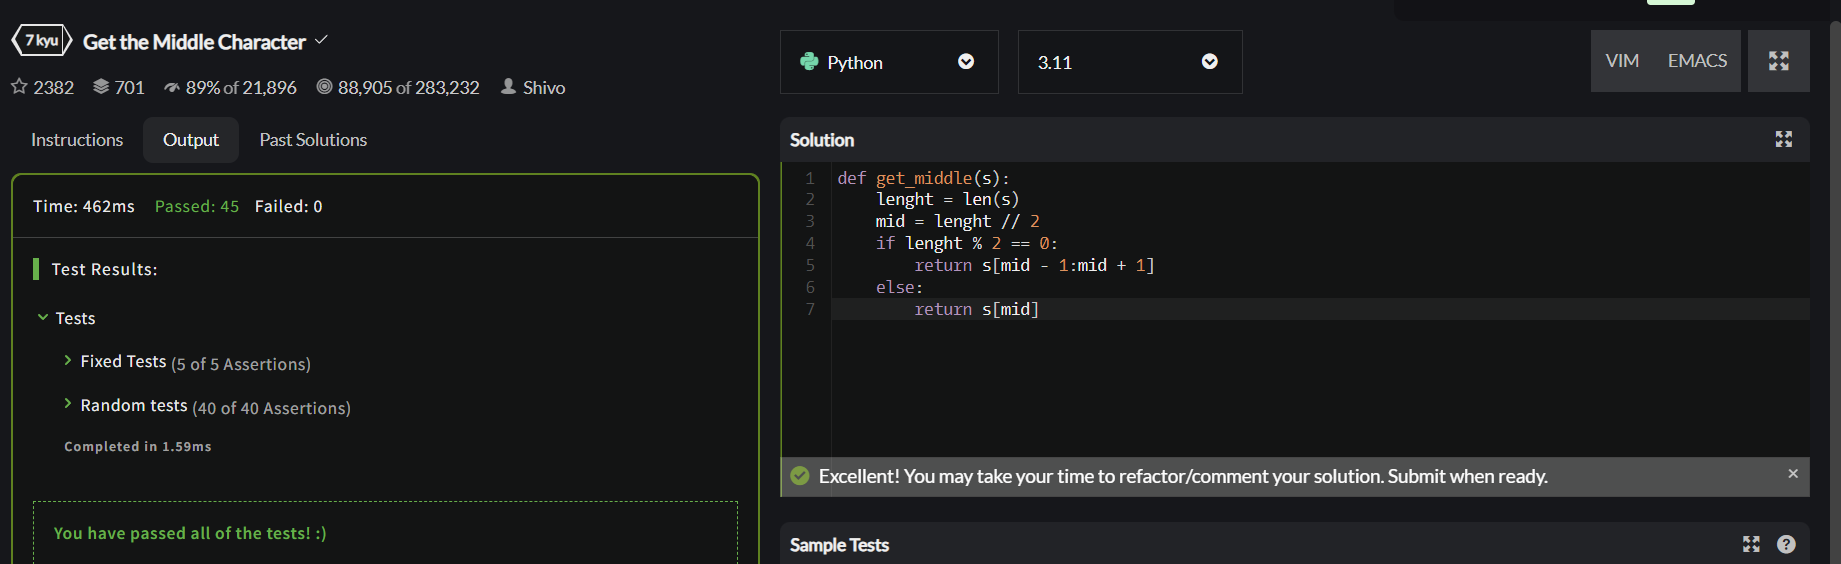 7 kyu Get the Middle Character
2382 701 89% of 21,896 88,905 of 283,232 Shivo
Instructions Output Past Solutions
Time: 462ms Passed: 45 Failed: 0
Test Results:
Tests
Fixed Tests (5 of 5 Assertions)
Random tests (40 of 40 Assertions)
Completed in 1.59ms
You have passed all of the tests! :)
Python 3.11 VIM EMACS
Solution
1 def get_middle(s):
2     lenght = len(s)
3     mid = lenght // 2
4     if lenght % 2 == 0:
5         return s[mid - 1:mid + 1]
6     else:
7         return s[mid]
Excellent! You may take your time to refactor/comment your solution. Submit when ready. ×
Sample Tests ?